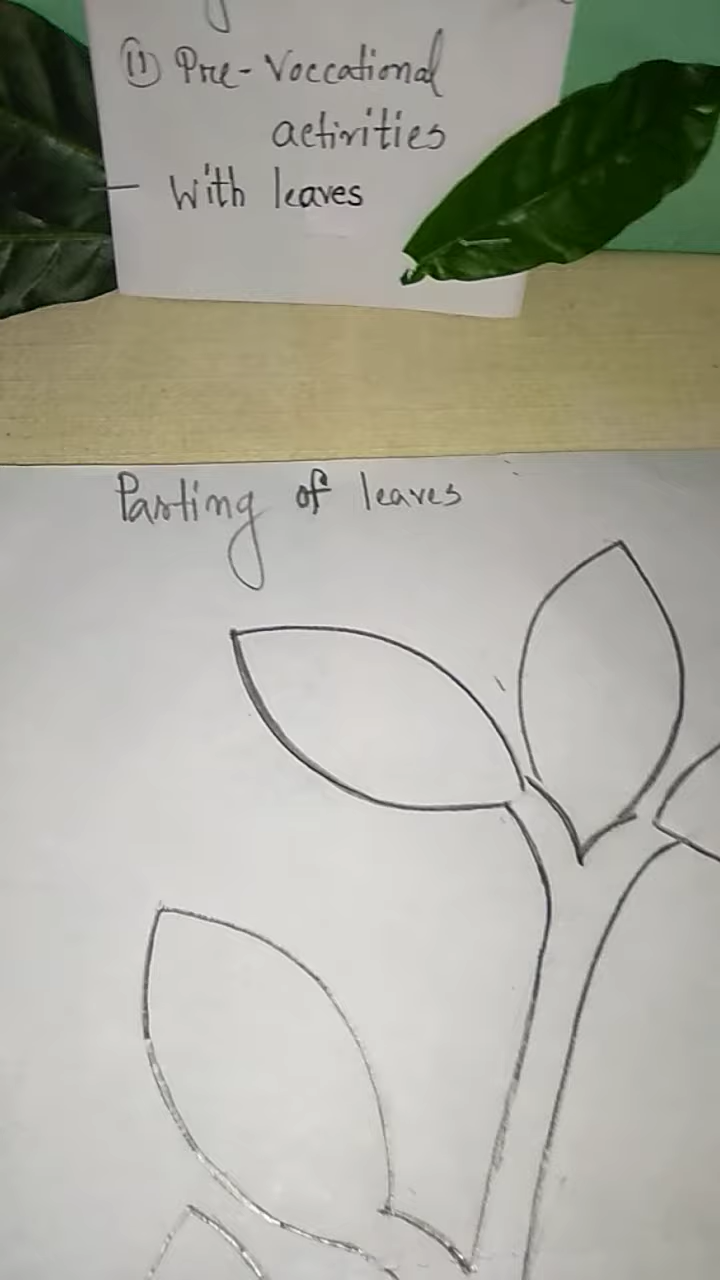 ⑪ Pre-Voccational
activities
— With leaves
Pasting of leaves